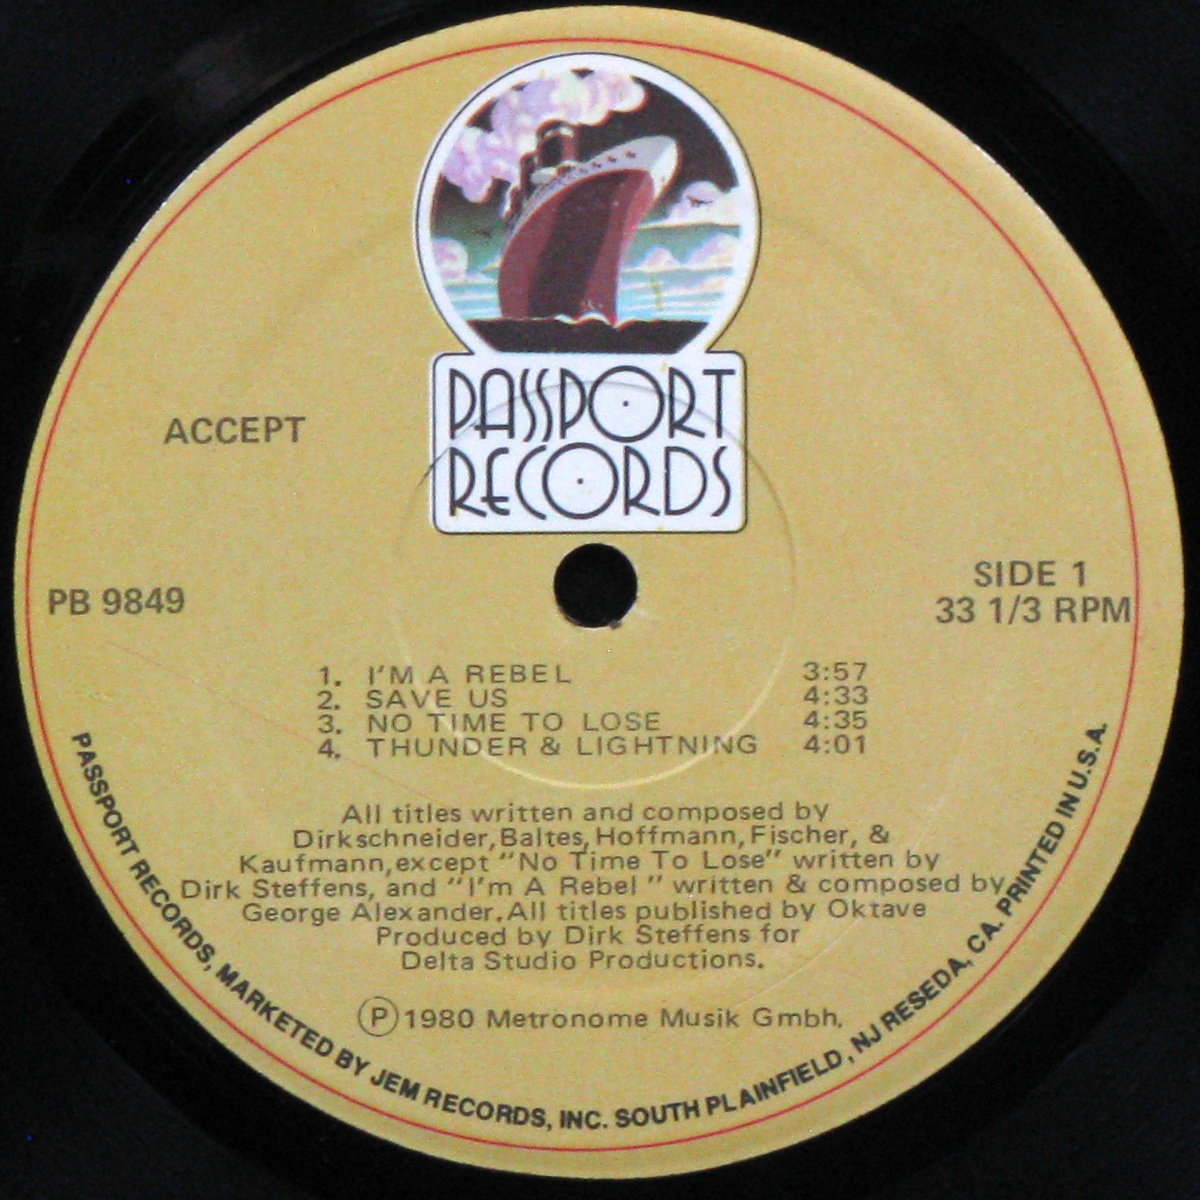 PASSPORT
RECORDS
ACCEPT
PB 9849
SIDE 1
33 1/3 RPM
1. I'M A REBEL 3:57
2. SAVE US 4:33
3. NO TIME TO LOSE 4:35
4. THUNDER & LIGHTNING 4:01
All titles written and composed by
Dirkschneider, Baltes, Hoffmann, Fischer, &
Kaufmann, except "No Time To Lose" written by
Dirk Steffens, and "I'm A Rebel " written & composed by
George Alexander. All titles published by Oktave
Produced by Dirk Steffens for
Delta Studio Productions.
Ⓟ 1980 Metronome Musik Gmbh.
PASSPORT RECORDS, MARKETED BY JEM RECORDS, INC. SOUTH PLAINFIELD, NJ RESEDA, CA. PRINTED IN U.S.A.